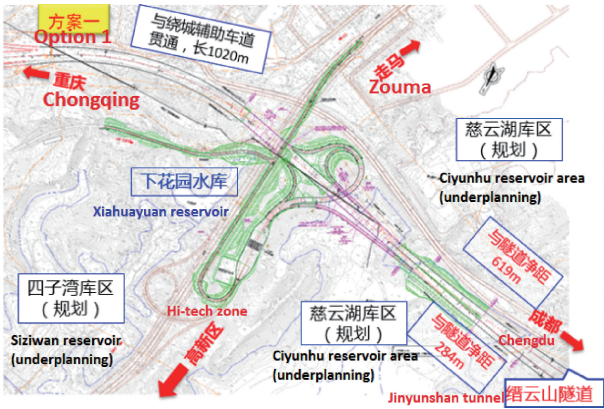 方案一
Option 1
与绕城辅助车道
贯通，长1020m
重庆
Chongqing
走马
Zouma
慈云湖库区
（规划）
Ciyunhu reservoir area
(underplanning)
下花园水库
Xiahuayuan reservoir
与隧道净距
619m
四子湾库区
（规划）
Siziwan reservoir
(underplanning)
Hi-tech zone
高新区
慈云湖库区
（规划）
Ciyunhu reservoir area
(underplanning)
与隧道净距
284m
成都
Chengdu
Jinyunshan tunnel
缙云山隧道